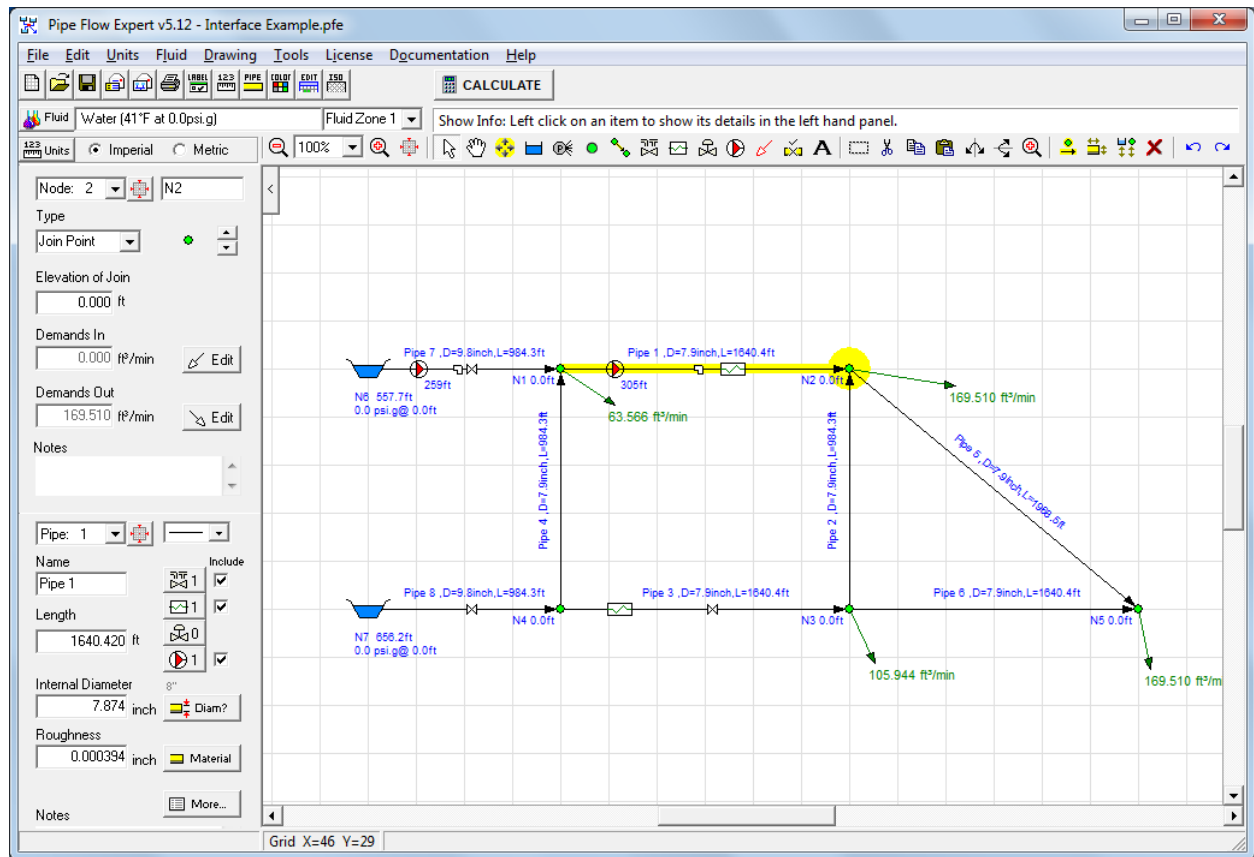 Pipe Flow Expert v5.12 - Interface Example.pfe
File Edit Units Fluid Drawing Tools License Documentation Help
LABEL 123 PIPE COLOR EDIT ISO CALCULATE
Fluid Water (41°F at 0.0psi.g) Fluid Zone 1 Show Info: Left click on an item to show its details in the left hand panel.
123 Units Imperial Metric 100% A
Node: 2 N2
Type
Join Point
Elevation of Join
0.000 ft
Demands In
0.000 ft³/min Edit
Demands Out
169.510 ft³/min Edit
Notes
Pipe: 1
Name Include
Pipe 1 1
Length 1
1640.420 ft 0
1
Internal Diameter 8"
7.874 inch Diam?
Roughness
0.000394 inch Material
More...
Notes
Pipe 7 ,D=9.8inch,L=984.3ft
259ft
N6 557.7ft
0.0 psi.g@ 0.0ft
N1 0.0ft
63.566 ft³/min
Pipe 1 ,D=7.9inch,L=1640.4ft
305ft
N2 0.0ft
169.510 ft³/min
Pipe 4 ,D=7.9inch,L=984.3ft
Pipe 2 ,D=7.9inch,L=984.3ft
Pipe 5 ,D=7.9inch,L=1968.5ft
Pipe 8 ,D=9.8inch,L=984.3ft
N7 656.2ft
0.0 psi.g@ 0.0ft
N4 0.0ft
Pipe 3 ,D=7.9inch,L=1640.4ft
N3 0.0ft
105.944 ft³/min
Pipe 6 ,D=7.9inch,L=1640.4ft
N5 0.0ft
169.510 ft³/m
Grid X=46 Y=29